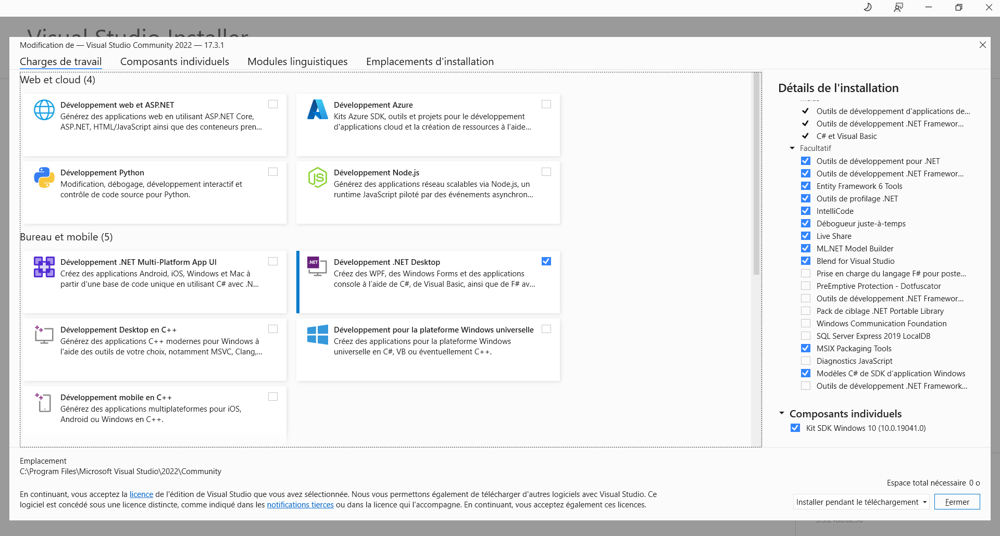 Visual Studio Installer
Modification de — Visual Studio Community 2022 — 17.3.1
Charges de travail
Composants individuels
Modules linguistiques
Emplacements d'installation
Web et cloud (4)
Développement web et ASP.NET
Générez des applications web en utilisant ASP.NET Core,
ASP.NET, HTML/JavaScript ainsi que des conteneurs pren...
Développement Azure
Kits Azure SDK, outils et projets pour le développement
d'applications cloud et la création de ressources à l'aide...
Développement Python
Modification, débogage, développement interactif et
contrôle de code source pour Python.
JS
Développement Node.js
Générez des applications réseau scalables via Node.js, un
runtime JavaScript piloté par des événements asynchron...
Bureau et mobile (5)
Développement .NET Multi-Platform App UI
Créez des applications Android, iOS, Windows et Mac à
partir d'une base de code unique en utilisant C# avec .N...
.NET
Développement .NET Desktop
Créez des WPF, des Windows Forms et des applications
console à l’aide de C#, de Visual Basic, ainsi que de F# av...
Développement Desktop en C++
Générez des applications C++ modernes pour Windows à
l'aide des outils de votre choix, notamment MSVC, Clang,...
Développement pour la plateforme Windows universelle
Créez des applications pour la plateforme Windows
universelle en C#, VB ou éventuellement C++.
Développement mobile en C++
Générez des applications multiplateformes pour iOS,
Android ou Windows en C++.
Détails de l'installation
Outils de développement d'applications de...
Outils de développement .NET Framewor...
C# et Visual Basic
Facultatif
Outils de développement pour .NET
Outils de développement .NET Framewor...
Entity Framework 6 Tools
Outils de profilage .NET
IntelliCode
Débogueur juste-à-temps
Live Share
ML.NET Model Builder
Blend for Visual Studio
Prise en charge du langage F# pour poste...
PreEmptive Protection - Dotfuscator
Outils de développement .NET Framewor...
Pack de ciblage .NET Portable Library
Windows Communication Foundation
SQL Server Express 2019 LocalDB
MSIX Packaging Tools
Diagnostics JavaScript
Modèles C# de SDK d’application Windows
Outils de développement .NET Framework...
Composants individuels
Kit SDK Windows 10 (10.0.19041.0)
Emplacement
C:\Program Files\Microsoft Visual Studio\2022\Community
En continuant, vous acceptez la licence de l'édition de Visual Studio que vous avez sélectionnée. Nous vous permettons également de télécharger d'autres logiciels avec Visual Studio. Ce
logiciel est concédé sous une licence distincte, comme indiqué dans les notifications tierces ou dans la licence qui l'accompagne. En continuant, vous acceptez également ces licences.
Espace total nécessaire 0 o
Installer pendant le téléchargement
Fermer